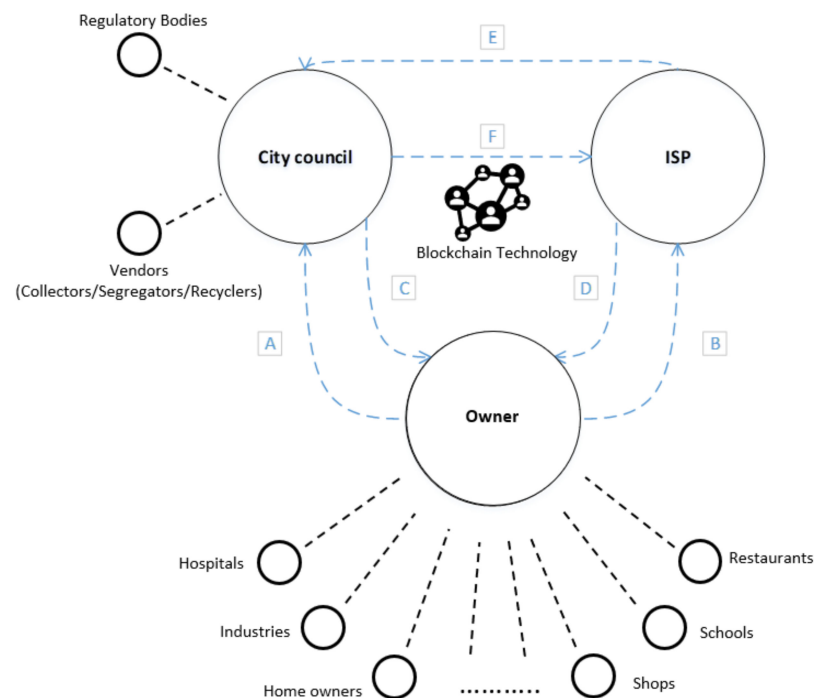 Regulatory Bodies
E
City council
F
ISP
Blockchain Technology
Vendors
(Collectors/Segregators/Recyclers)
C
D
A
B
Owner
Hospitals
Restaurants
Industries
Schools
Home owners
...........
Shops